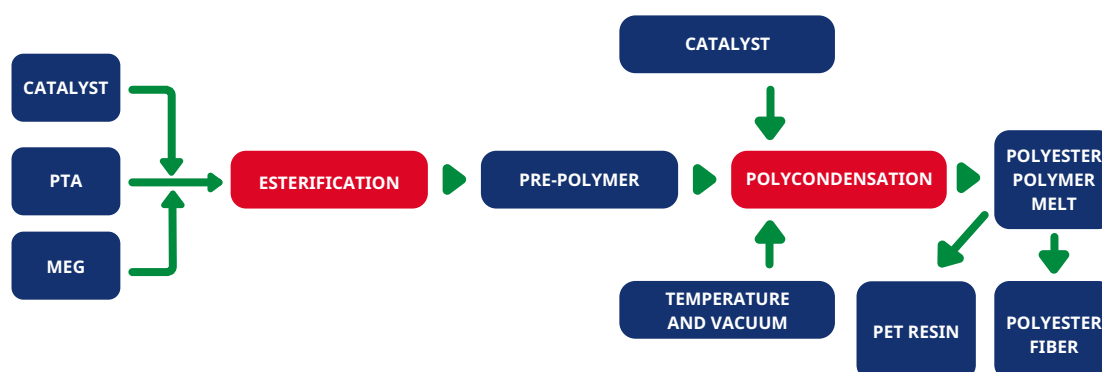 CATALYST
CATALYST
PTA
MEG
ESTERIFICATION
PRE-POLYMER
POLYCONDENSATION
POLYESTER
POLYMER
MELT
TEMPERATURE
AND VACUUM
PET RESIN
POLYESTER
FIBER